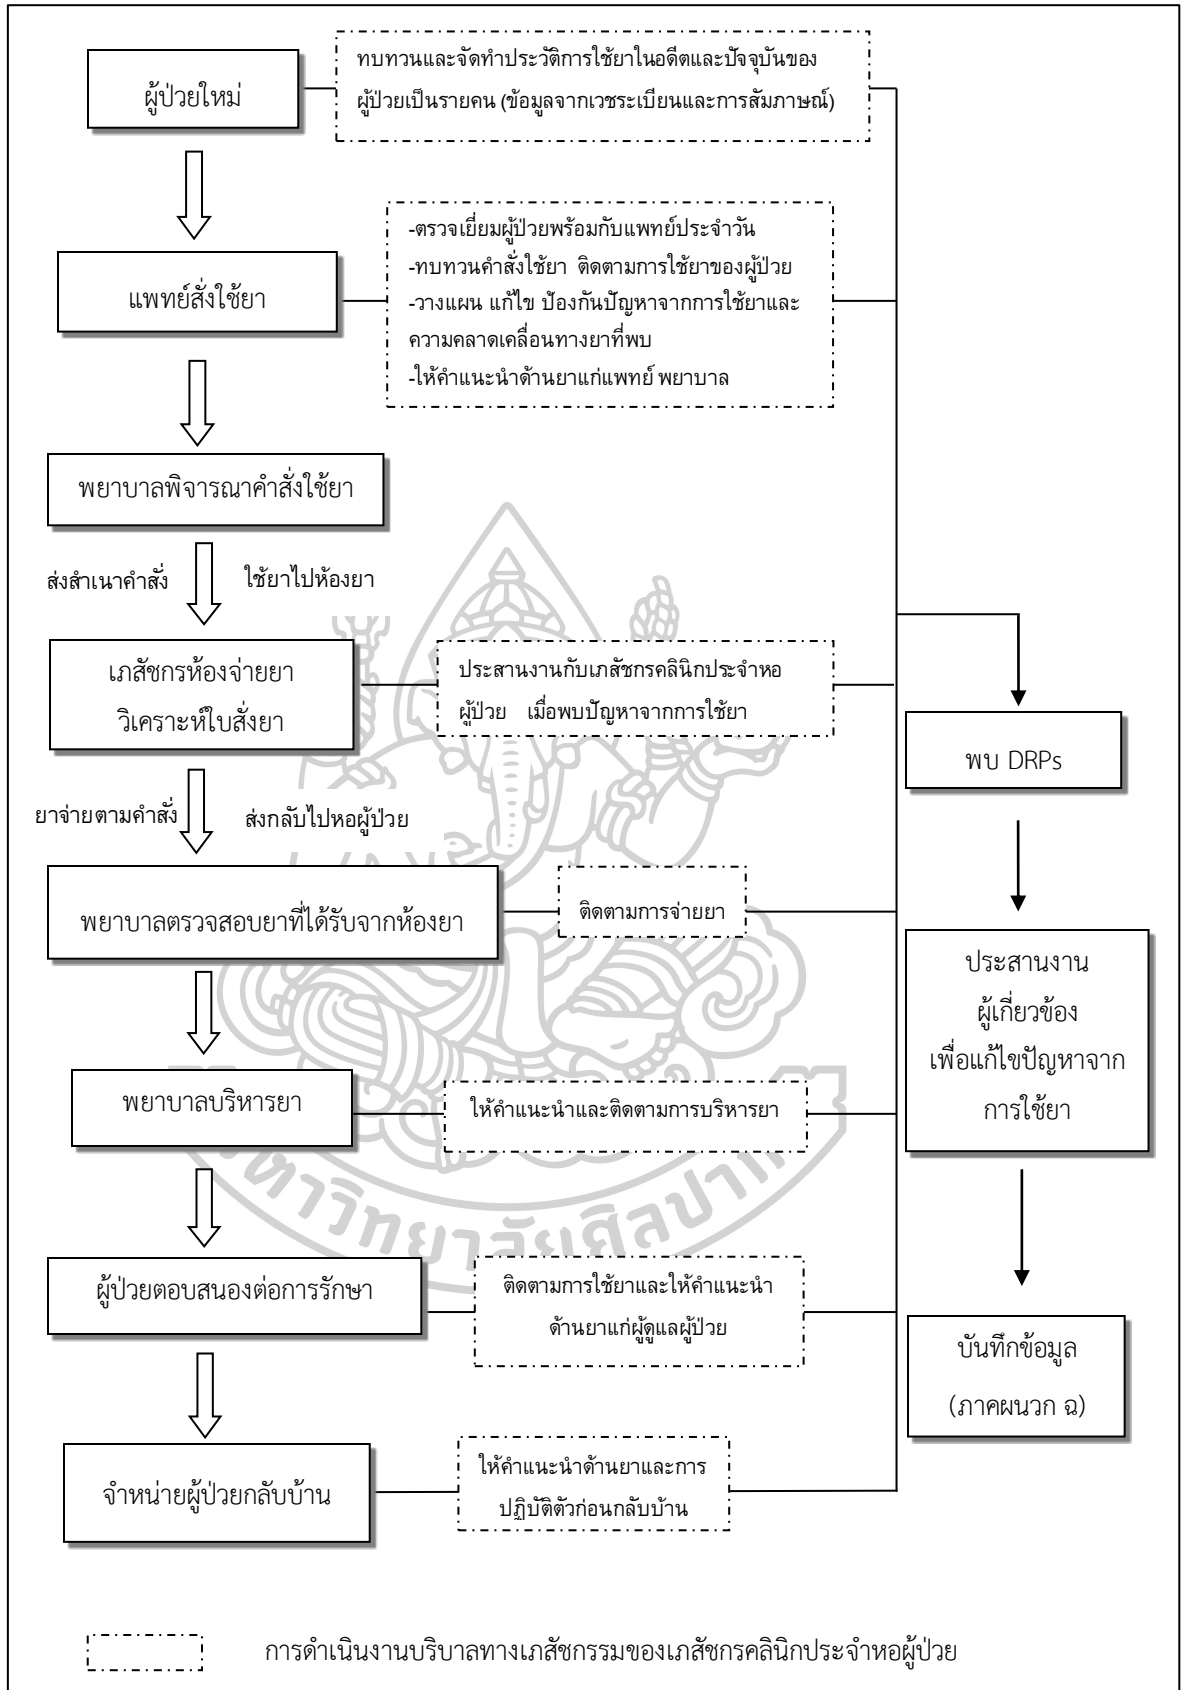 ผู้ป่วยใหม่
ทบทวนและจัดทำประวัติการใช้ยาในอดีตและปัจจุบันของ
ผู้ป่วยเป็นรายคน (ข้อมูลจากเวชระเบียนและการสัมภาษณ์)
แพทย์สั่งใช้ยา
-ตรวจเยี่ยมผู้ป่วยพร้อมกับแพทย์ประจำวัน
-ทบทวนคำสั่งใช้ยา ติดตามการใช้ยาของผู้ป่วย
-วางแผน แก้ไข ป้องกันปัญหาจากการใช้ยาและ
ความคลาดเคลื่อนทางยาที่พบ
-ให้คำแนะนำด้านยาแก่แพทย์ พยาบาล
พยาบาลพิจารณาคำสั่งใช้ยา
ส่งสำเนาคำสั่ง ใช้ยาไปห้องยา
เภสัชกรห้องจ่ายยา
วิเคราะห์ใบสั่งยา
ประสานงานกับเภสัชกรคลินิกประจำหอ
ผู้ป่วย เมื่อพบปัญหาจากการใช้ยา
พบ DRPs
ยาจ่ายตามคำสั่ง ส่งกลับไปหอผู้ป่วย
พยาบาลตรวจสอบยาที่ได้รับจากห้องยา
ติดตามการจ่ายยา
ประสานงาน
ผู้เกี่ยวข้อง
เพื่อแก้ไขปัญหาจาก
การใช้ยา
พยาบาลบริหารยา
ให้คำแนะนำและติดตามการบริหารยา
ผู้ป่วยตอบสนองต่อการรักษา
ติดตามการใช้ยาและให้คำแนะนำ
ด้านยาแก่ผู้ดูแลผู้ป่วย
บันทึกข้อมูล
(ภาคผนวก ฉ)
จำหน่ายผู้ป่วยกลับบ้าน
ให้คำแนะนำด้านยาและการ
ปฏิบัติตัวก่อนกลับบ้าน
การดำเนินงานบริบาลทางเภสัชกรรมของเภสัชกรคลินิกประจำหอผู้ป่วย